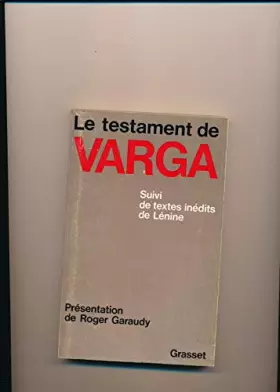 Le testament de
VARGA
Suivi
de textes inédits
de Lénine
Présentation
de Roger Garaudy
Grasset